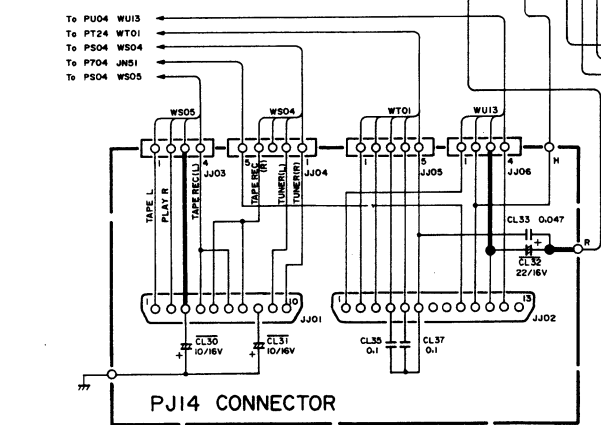 To PU04 WU13
To PT24 WT01
To PS04 WS04
To P704 JN51
To PS04 WS05
WS05
WS04
WT01
WU13
1
4
JJ03
5
1
JJ04
1
5
JJ05
1
4
JJ06
H
TAPE L
PLAY R
TAPE REC(L)
TAPE REC (R)
TUNER(L)
TUNER(R)
CL33 0.047
R
+
CL32
22/16V
1
10
JJ01
1
13
JJ02
CL30
10/16V
+
CL31
10/16V
+
CL35
0.1
CL37
0.1
PJ14 CONNECTOR